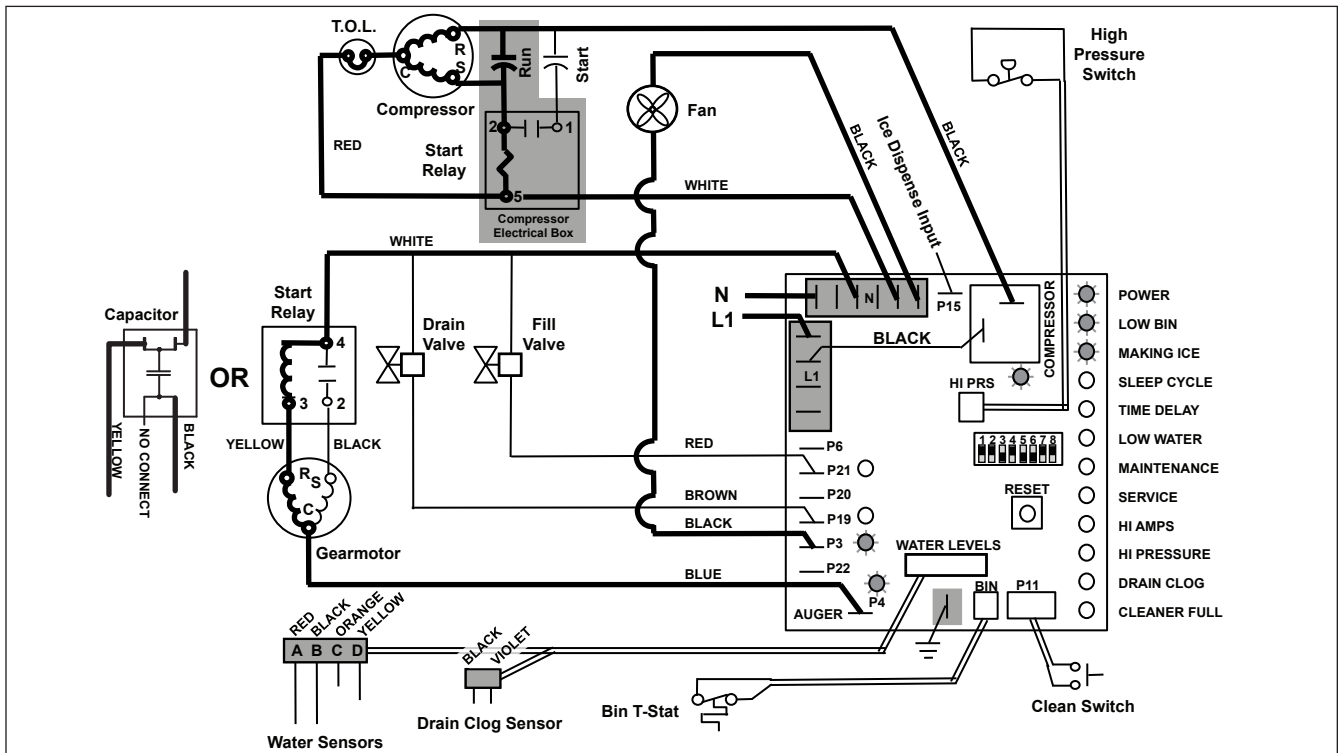 T.O.L.
R
S
C
Compressor
Run
Start
2
1
Start
Relay
5
Compressor
Electrical Box
RED
WHITE
Fan
BLACK
Ice Dispense Input
BLACK
High
Pressure
Switch
WHITE
Capacitor
YELLOW
NO CONNECT
BLACK
OR
Start
Relay
4
3
2
YELLOW
BLACK
R
S
C
Gearmotor
Drain
Valve
Fill
Valve
N
L1
N
P15
L1
BLACK
COMPRESSOR
HI PRS
1 2 3 4 5 6 7 8
RESET
POWER
LOW BIN
MAKING ICE
SLEEP CYCLE
TIME DELAY
LOW WATER
MAINTENANCE
SERVICE
HI AMPS
HI PRESSURE
DRAIN CLOG
CLEANER FULL
RED
BROWN
BLACK
BLUE
P6
P21
P20
P19
P3
P22
P4
AUGER
WATER LEVELS
BIN
P11
RED
BLACK
ORANGE
YELLOW
A B C D
Water Sensors
BLACK
VIOLET
Drain Clog Sensor
Bin T-Stat
Clean Switch